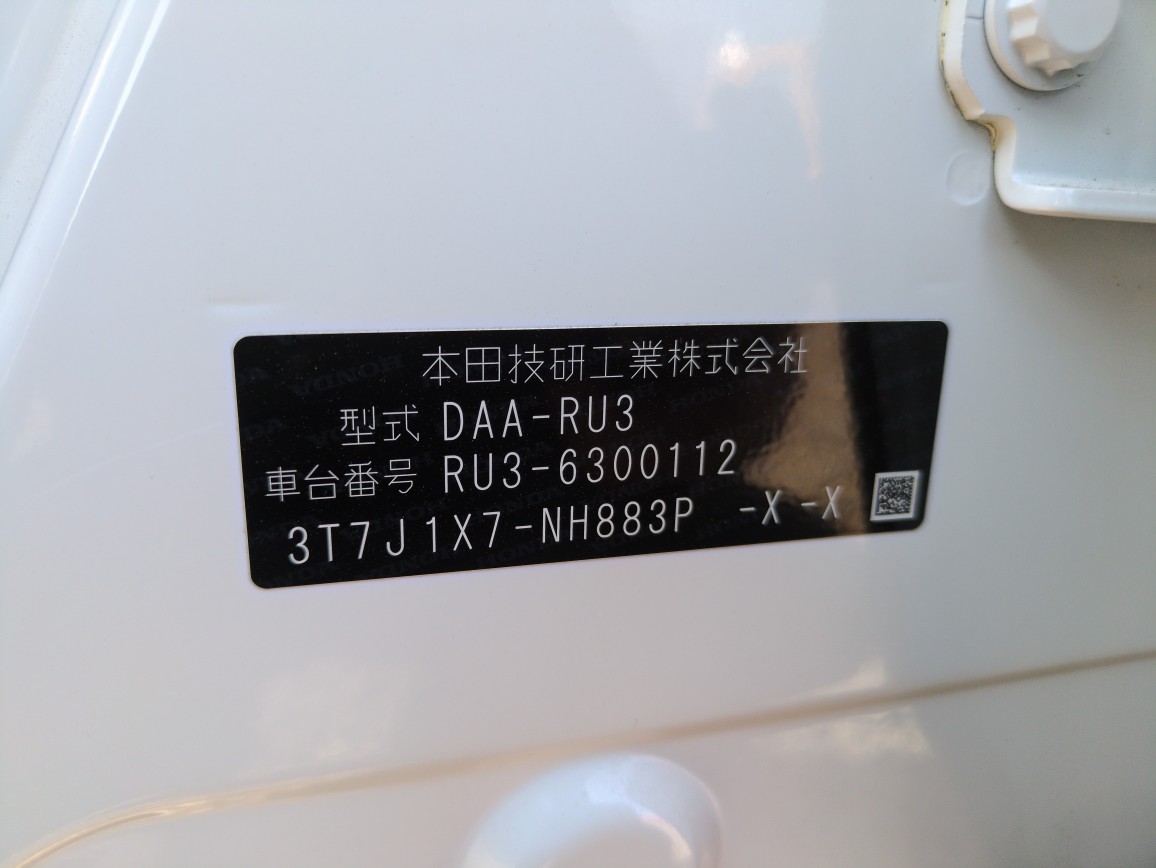 本田技研工業株式会社
型式 DAA-RU3
車台番号 RU3-6300112
3T7J1X7-NH883P -X -X